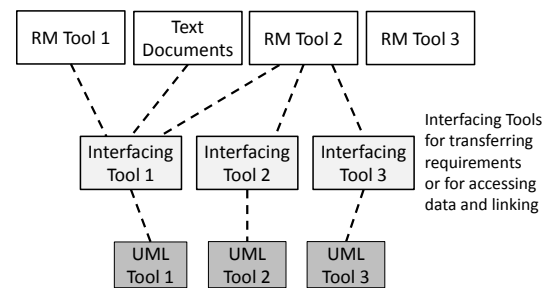 RM Tool 1
Text
Documents
RM Tool 2
RM Tool 3
Interfacing
Tool 1
Interfacing
Tool 2
Interfacing
Tool 3
Interfacing Tools
for transferring
requirements
or for accessing
data and linking
UML
Tool 1
UML
Tool 2
UML
Tool 3